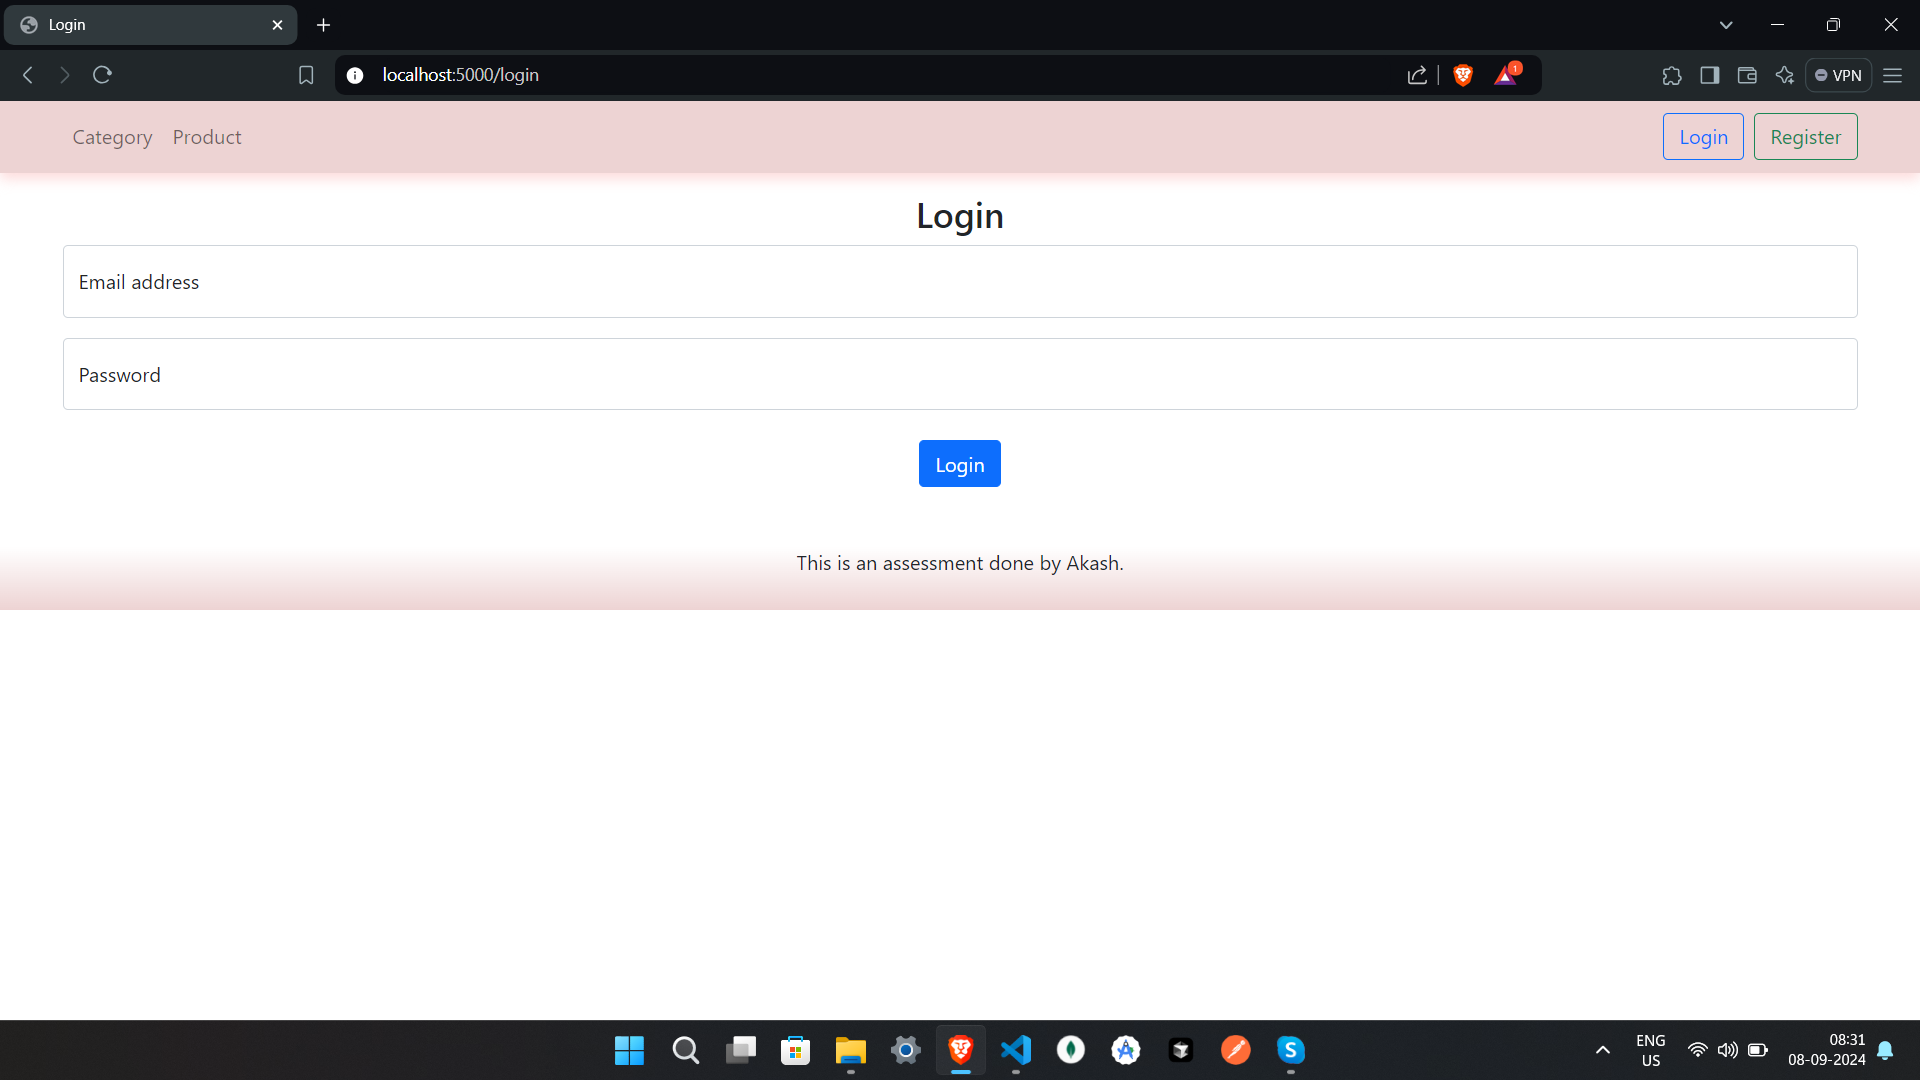 Login
localhost:5000/login
1
VPN
Category Product Login Register
Login
Email address
Password
Login
This is an assessment done by Akash.
ENG
US
08:31
08-09-2024